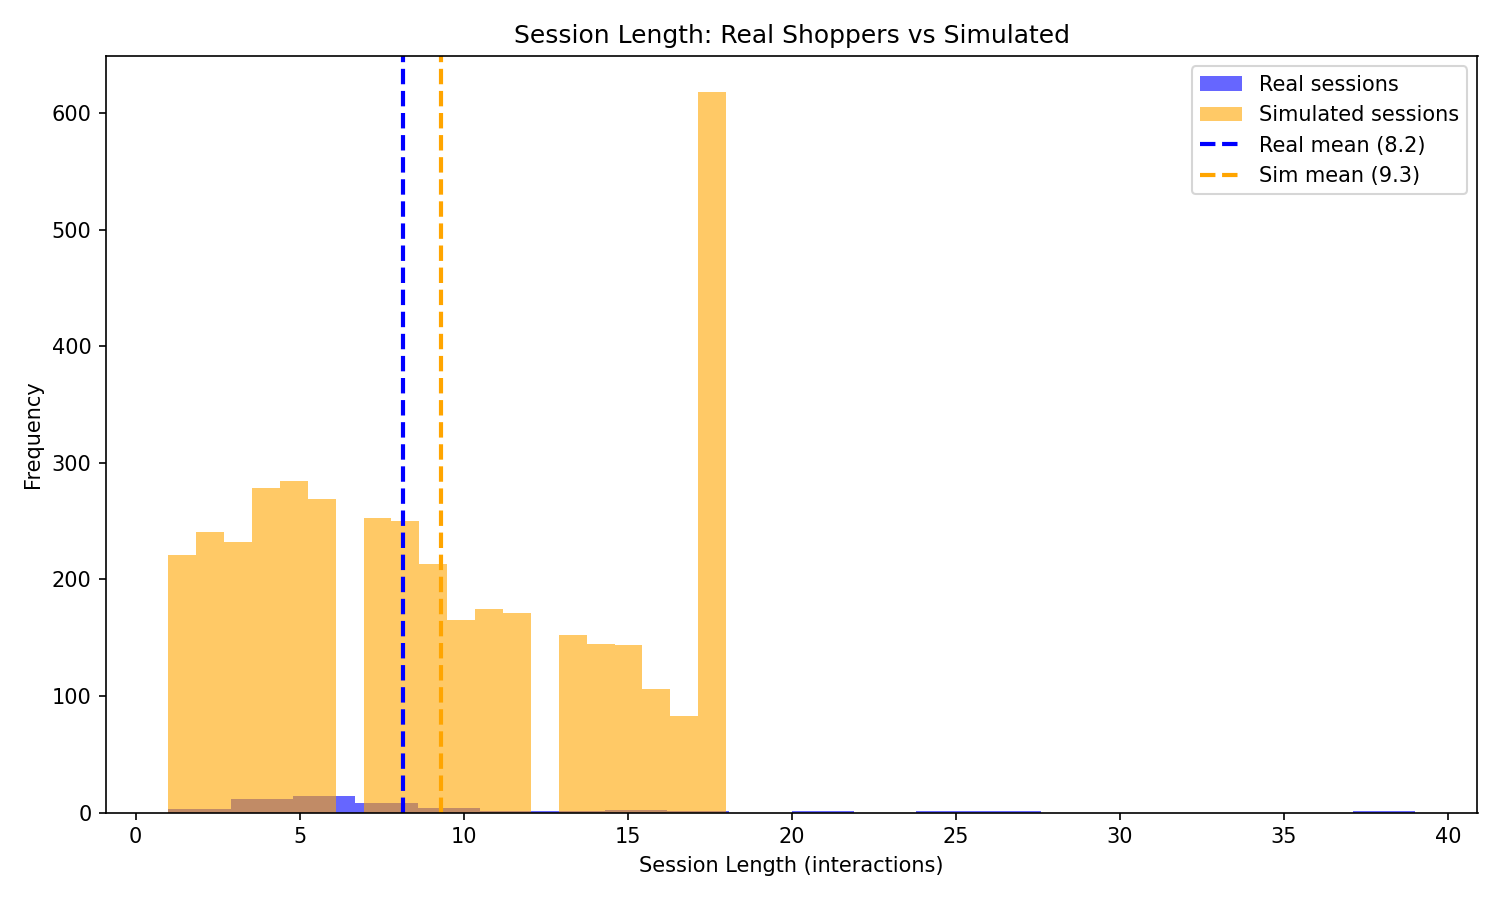 Session Length: Real Shoppers vs Simulated
Real sessions
Simulated sessions
Real mean (8.2)
Sim mean (9.3)
Frequency
600
500
400
300
200
100
0
0 5 10 15 20 25 30 35 40
Session Length (interactions)